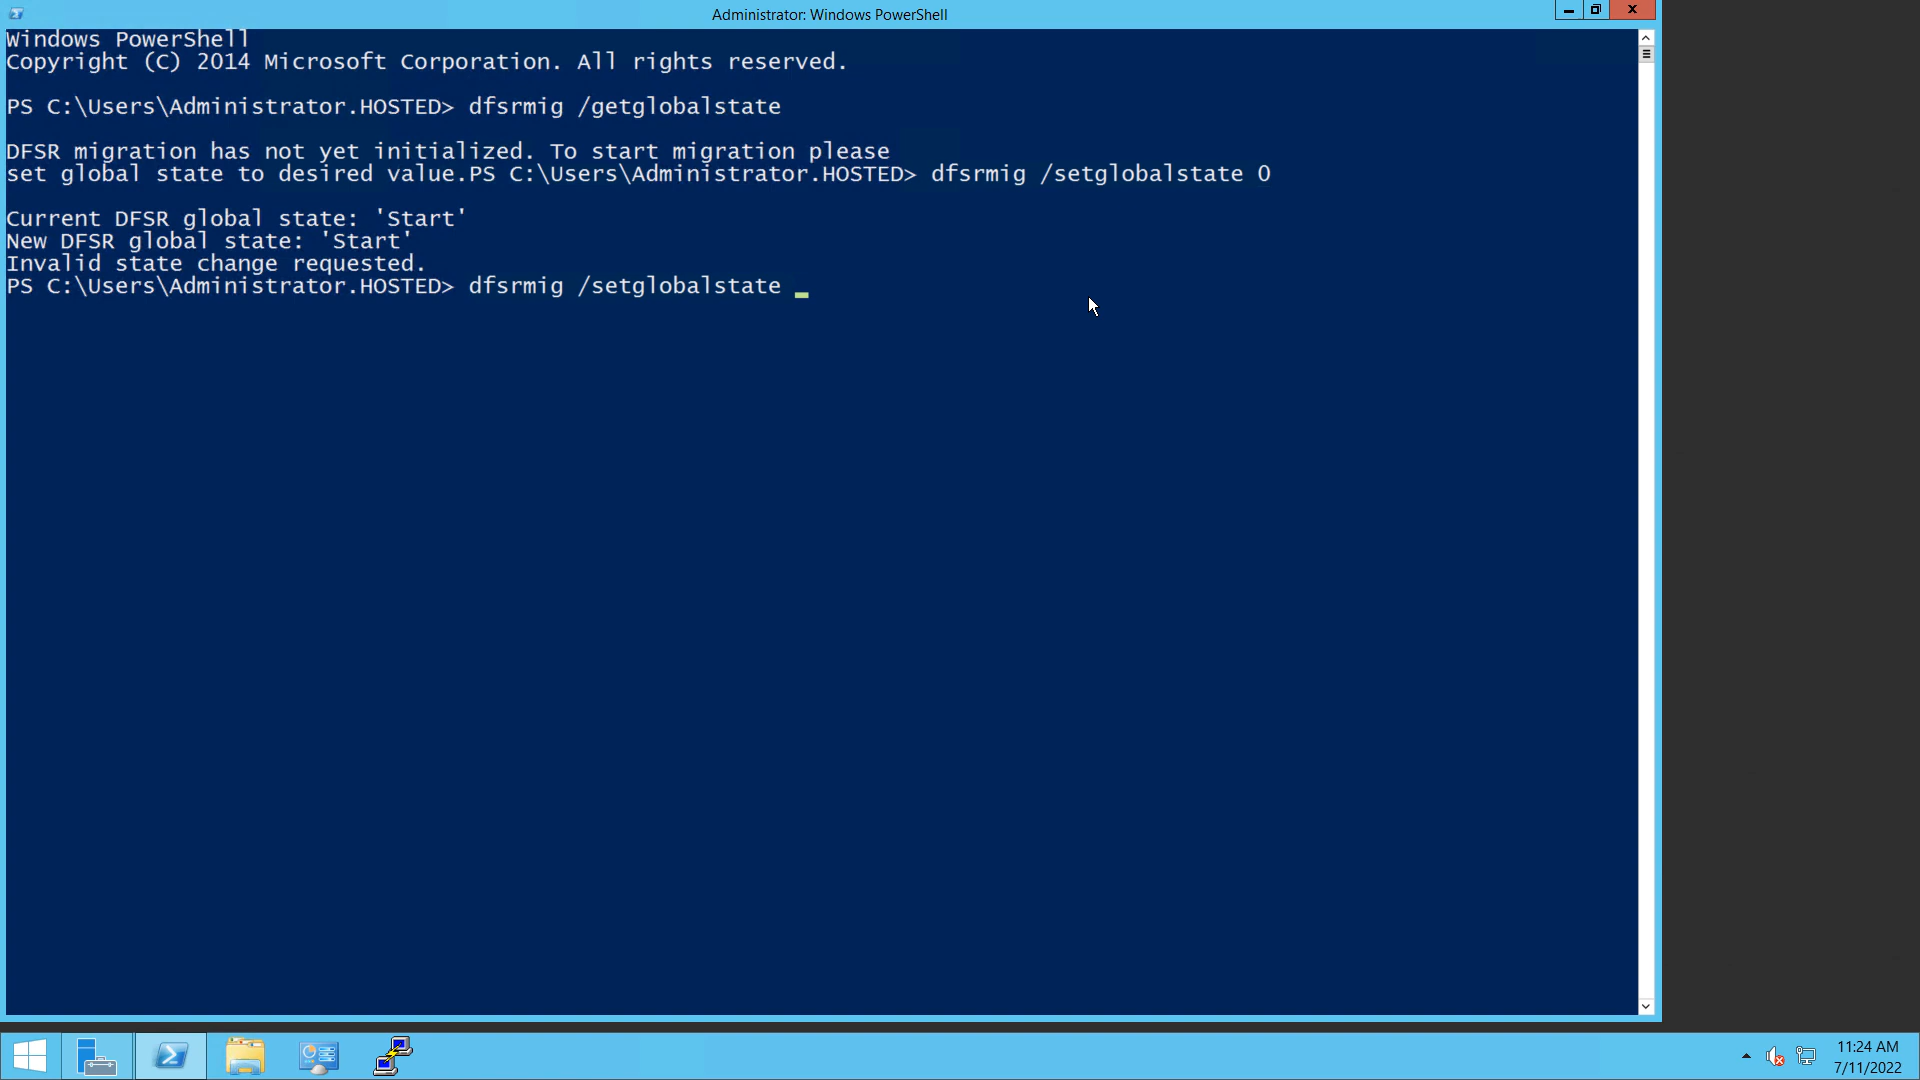 Administrator: Windows PowerShell
Windows PowerShell
Copyright (C) 2014 Microsoft Corporation. All rights reserved.
PS C:\Users\Administrator.HOSTED> dfsrmig /getglobalstate
DFSR migration has not yet initialized. To start migration please
set global state to desired value.PS C:\Users\Administrator.HOSTED> dfsrmig /setglobalstate 0
Current DFSR global state: 'Start'
New DFSR global state: 'Start'
Invalid state change requested.
PS C:\Users\Administrator.HOSTED> dfsrmig /setglobalstate _
11:24 AM
7/11/2022